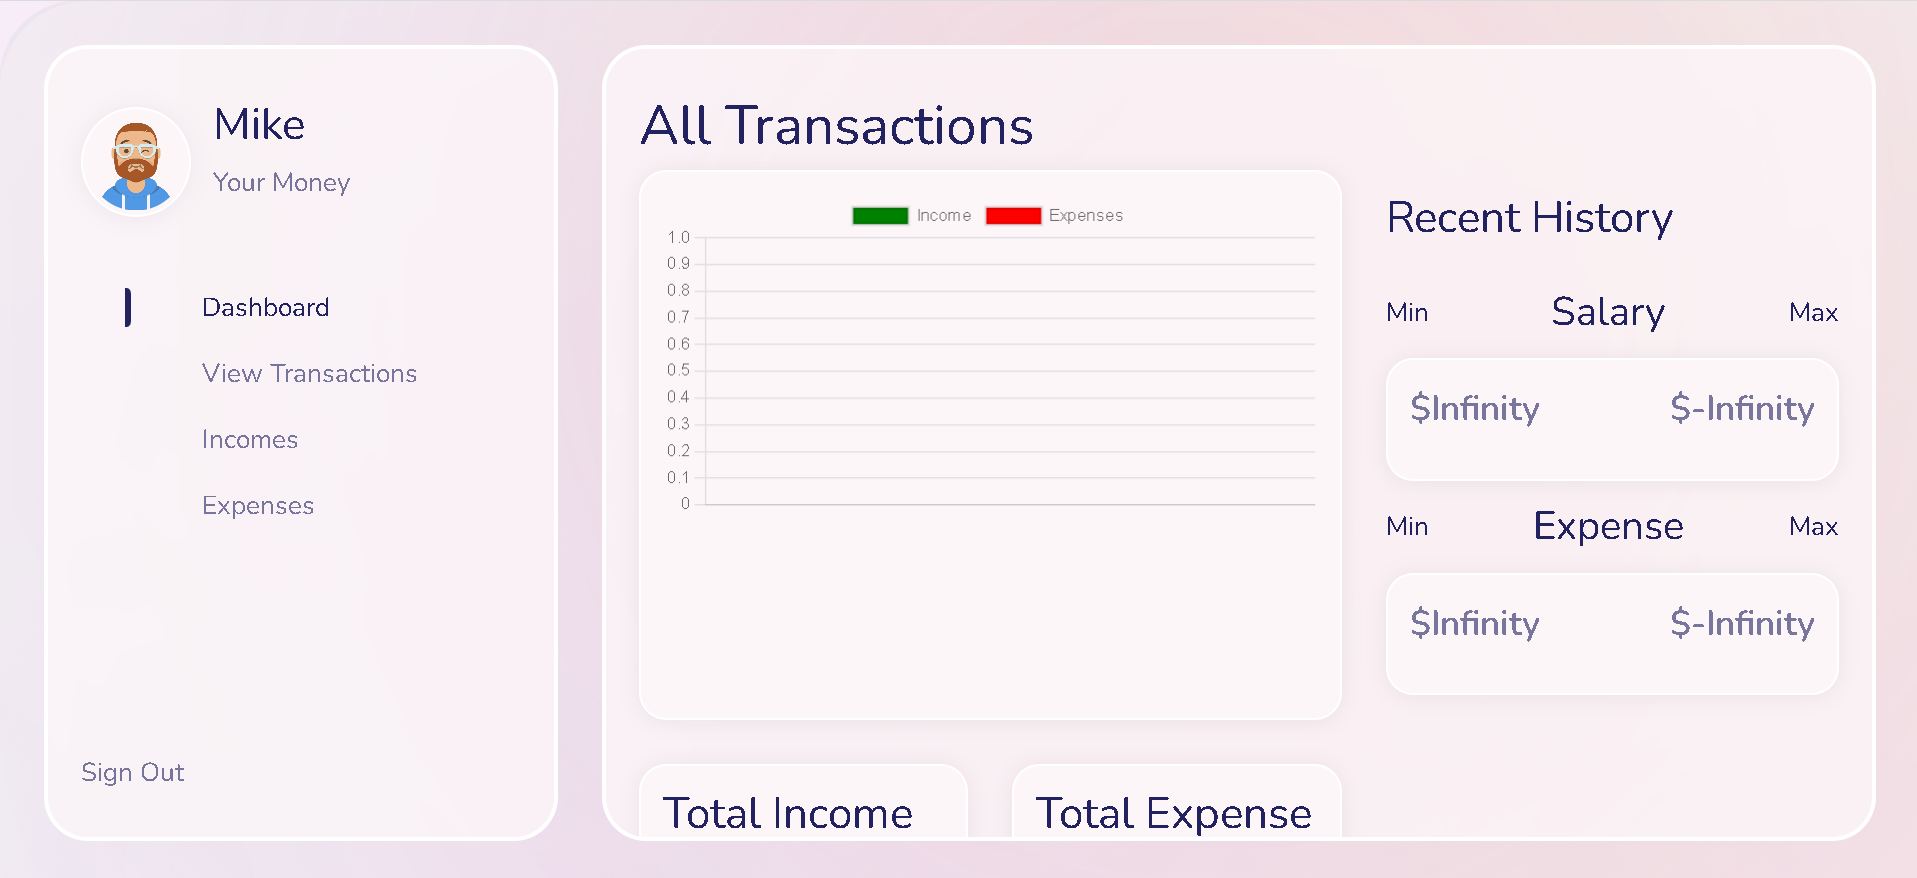 Mike
Your Money
Dashboard
View Transactions
Incomes
Expenses
Sign Out
All Transactions
Income Expenses
1.0
0.9
0.8
0.7
0.6
0.5
0.4
0.3
0.2
0.1
0
Total Income
Total Expense
Recent History
Min Salary Max
$Infinity $-Infinity
Min Expense Max
$Infinity $-Infinity